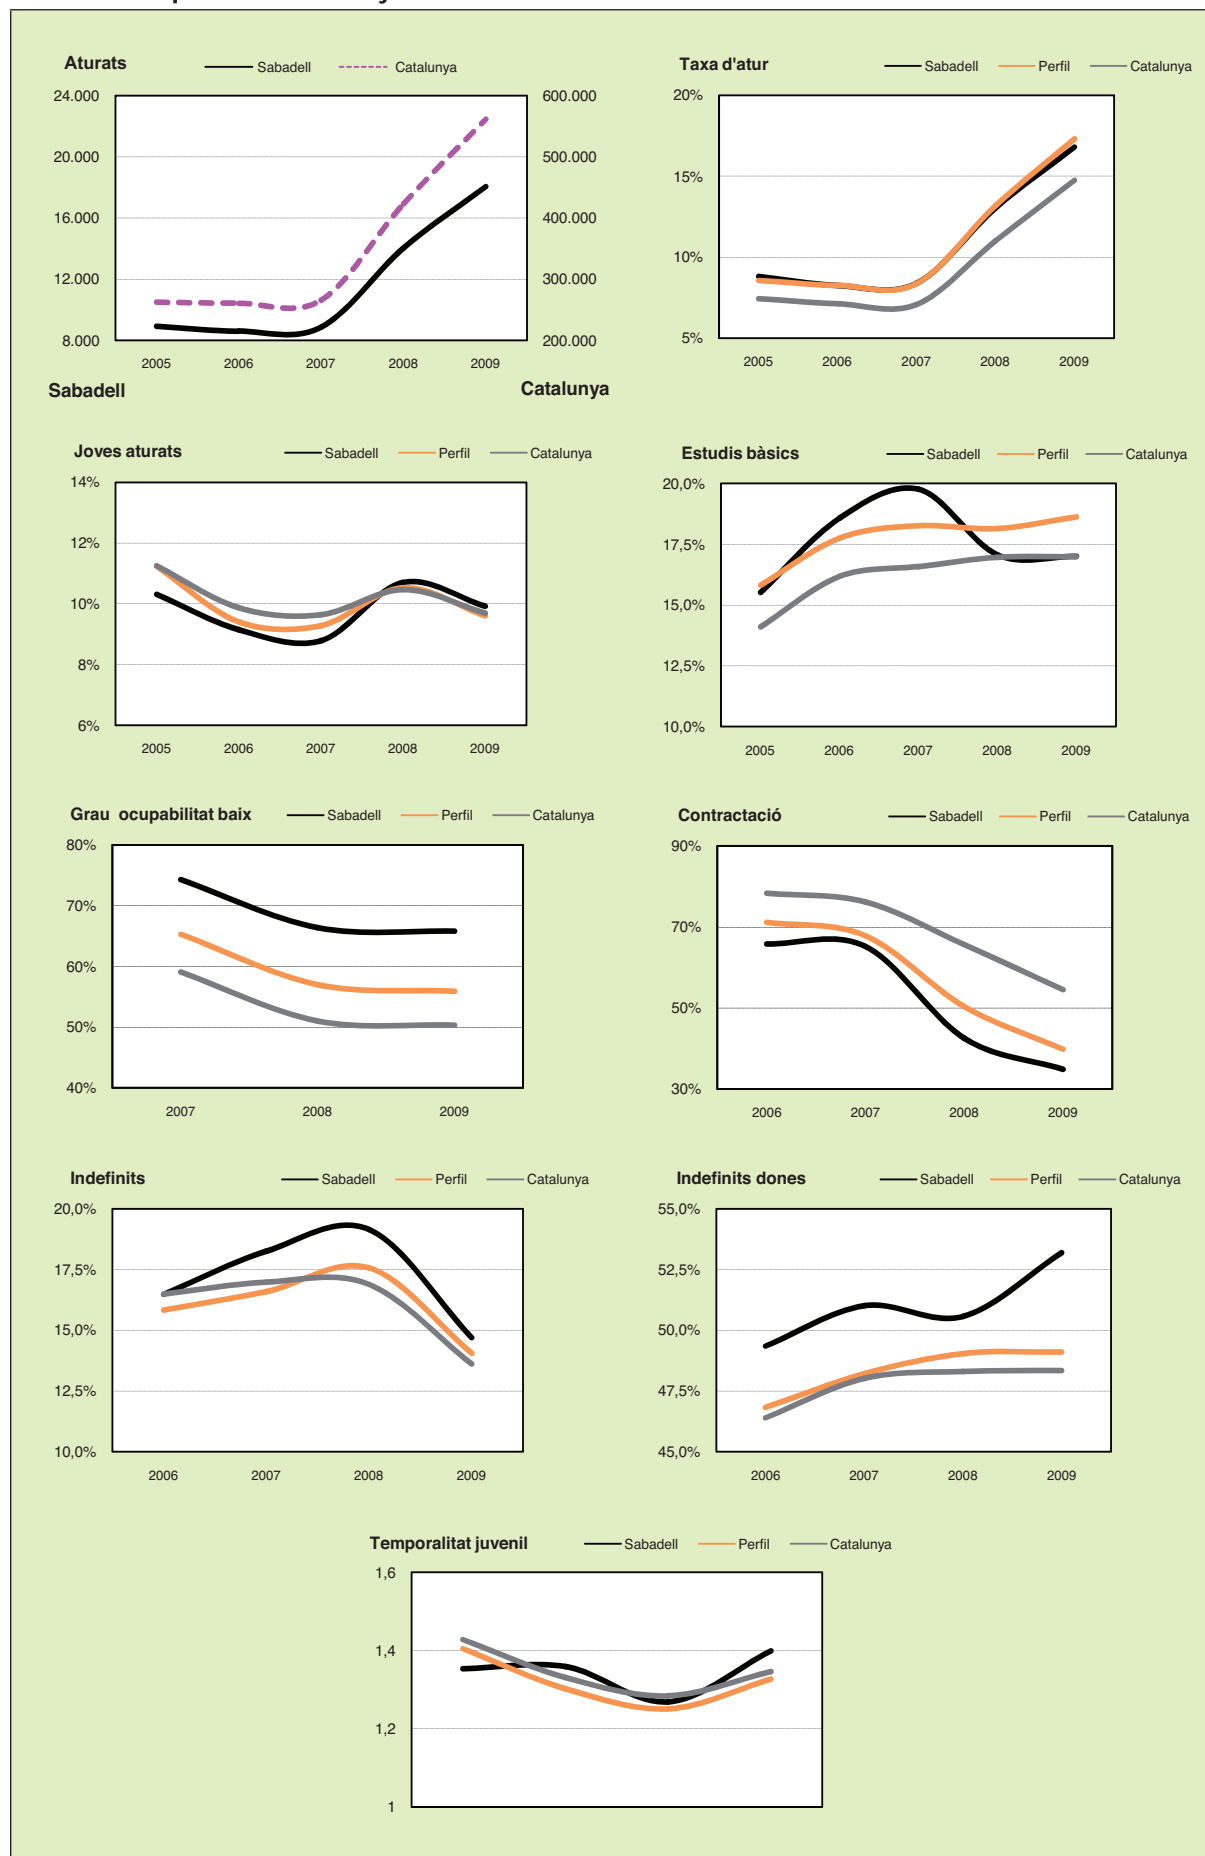 Aturats Sabadell Catalunya
24.000 600.000
20.000 500.000
16.000 400.000
12.000 300.000
8.000 200.000
2005 2006 2007 2008 2009
Sabadell Catalunya
Taxa d'atur Sabadell Perfil Catalunya
20%
15%
10%
5%
2005 2006 2007 2008 2009
Joves aturats Sabadell Perfil Catalunya
14%
12%
10%
8%
6%
2005 2006 2007 2008 2009
Estudis bàsics Sabadell Perfil Catalunya
20,0%
17,5%
15,0%
12,5%
10,0%
2005 2006 2007 2008 2009
Grau ocupabilitat baix Sabadell Perfil Catalunya
80%
70%
60%
50%
40%
2007 2008 2009
Contractació Sabadell Perfil Catalunya
90%
70%
50%
30%
2006 2007 2008 2009
Indefinits Sabadell Perfil Catalunya
20,0%
17,5%
15,0%
12,5%
10,0%
2006 2007 2008 2009
Indefinits dones Sabadell Perfil Catalunya
55,0%
52,5%
50,0%
47,5%
45,0%
2006 2007 2008 2009
Temporalitat juvenil Sabadell Perfil Catalunya
1,6
1,4
1,2
1